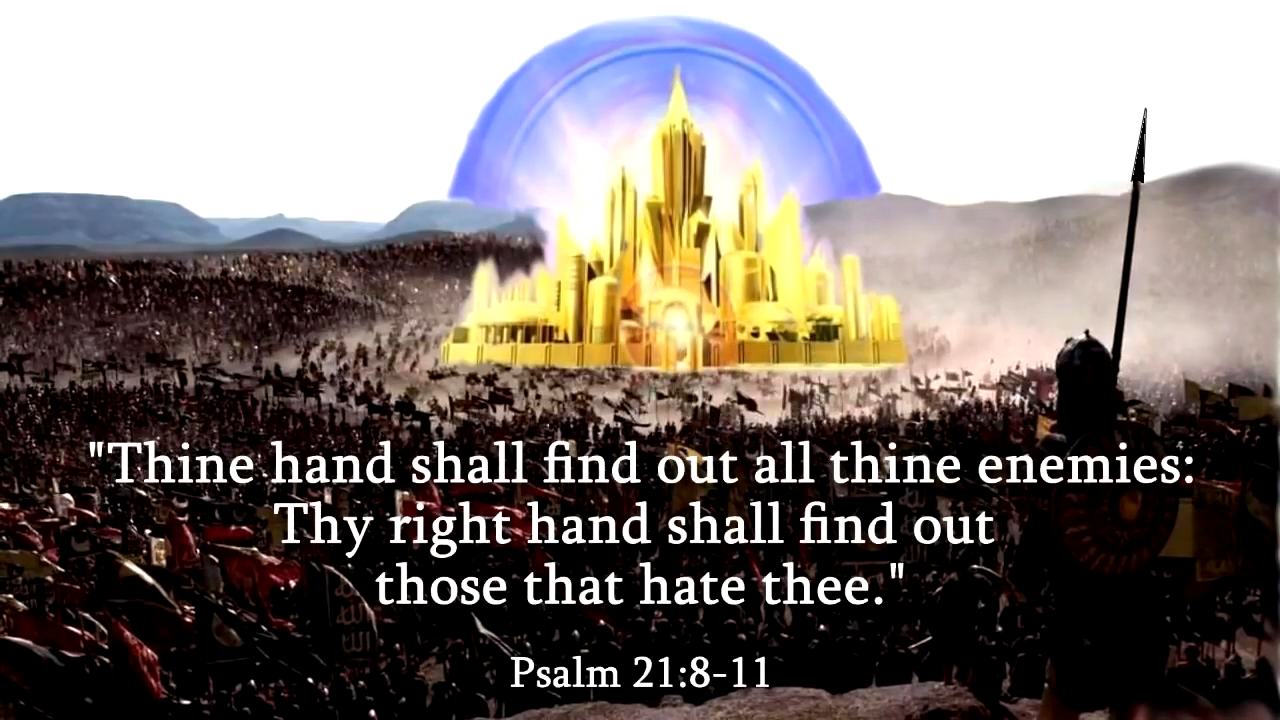 "Thine hand shall find out all thine enemies:
Thy right hand shall find out
those that hate thee."
Psalm 21:8-11